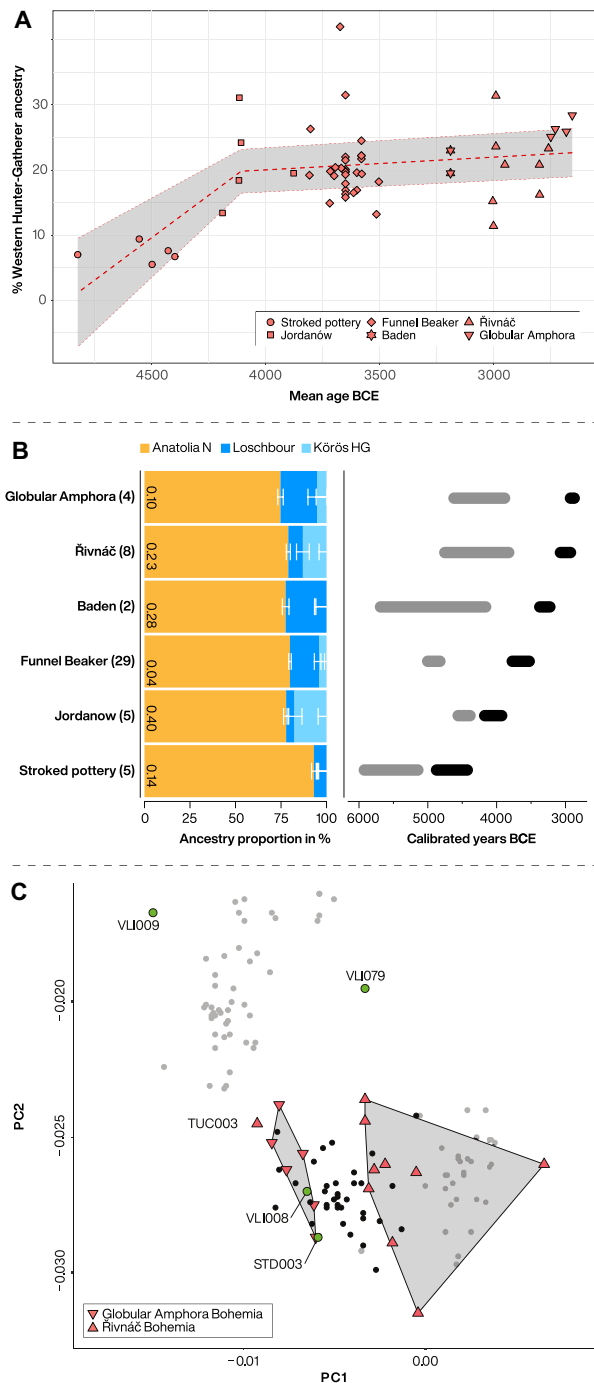 A
% Western Hunter-Gatherer ancestry
30
20
10
0
Stroked pottery Funnel Beaker Řivnáč
Jordanów Baden Globular Amphora
4500 4000 3500 3000
Mean age BCE
B
Anatolia N Loschbour Körös HG
Globular Amphora (4) 0.10
Řivnáč (8) 0.23
Baden (2) 0.28
Funnel Beaker (29) 0.04
Jordanow (5) 0.40
Stroked pottery (5) 0.14
0 25 50 75 100 6000 5000 4000 3000
Ancestry proportion in % Calibrated years BCE
C
VLI009
VLI079
−0.020
TUC003
−0.025
PC2
VLI008
STD003
−0.030
Globular Amphora Bohemia
Řivnáč Bohemia
−0.01 0.00
PC1